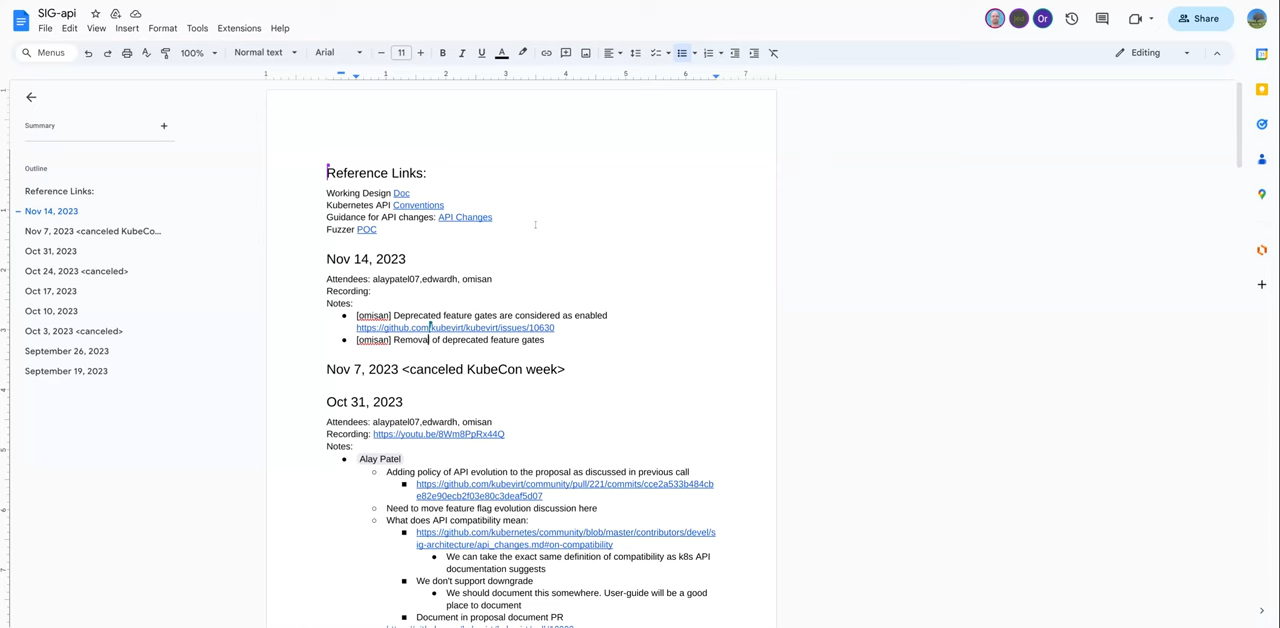 SIG-api
File Edit View Insert Format Tools Extensions Help
Or
Share
Menus
100%
Normal text
Arial
11
Editing
1 1 2 3 4 5 6 7
Summary
Outline
Reference Links:
Nov 14, 2023
Nov 7, 2023 <canceled KubeCo...
Oct 31, 2023
Oct 24, 2023 <canceled>
Oct 17, 2023
Oct 10, 2023
Oct 3, 2023 <canceled>
September 26, 2023
September 19, 2023
Reference Links:
Working Design Doc
Kubernetes API Conventions
Guidance for API changes: API Changes
Fuzzer POC
Nov 14, 2023
Attendees: alaypatel07,edwardh, omisan
Recording:
Notes:
[omisan] Deprecated feature gates are considered as enabled
https://github.com/kubevirt/kubevirt/issues/10630
[omisan] Removal of deprecated feature gates
Nov 7, 2023 <canceled KubeCon week>
Oct 31, 2023
Attendees: alaypatel07,edwardh, omisan
Recording: https://youtu.be/8Wm8PpRx44Q
Notes:
Alay Patel
Adding policy of API evolution to the proposal as discussed in previous call
https://github.com/kubevirt/community/pull/221/commits/cce2a533b484cb
e82e90ecb2f03e80c3deaf5d07
Need to move feature flag evolution discussion here
What does API compatibility mean:
https://github.com/kubernetes/community/blob/master/contributors/devel/s
ig-architecture/api_changes.md#on-compatibility
We can take the exact same definition of compatibility as k8s API
documentation suggests
We don't support downgrade
We should document this somewhere. User-guide will be a good
place to document
Document in proposal document PR